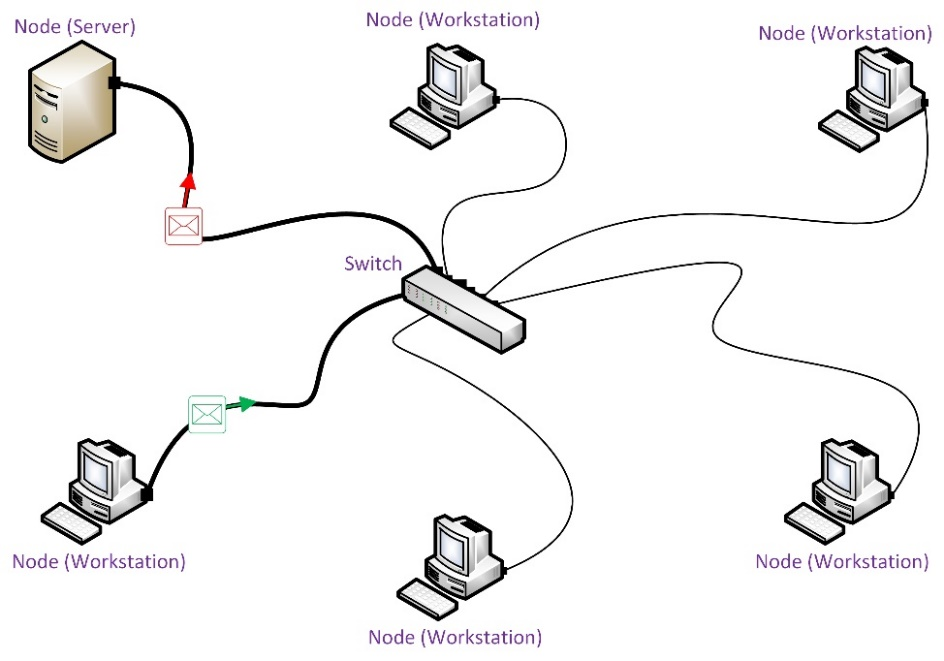 Node (Server)
Node (Workstation)
Node (Workstation)
Switch
Node (Workstation)
Node (Workstation)
Node (Workstation)